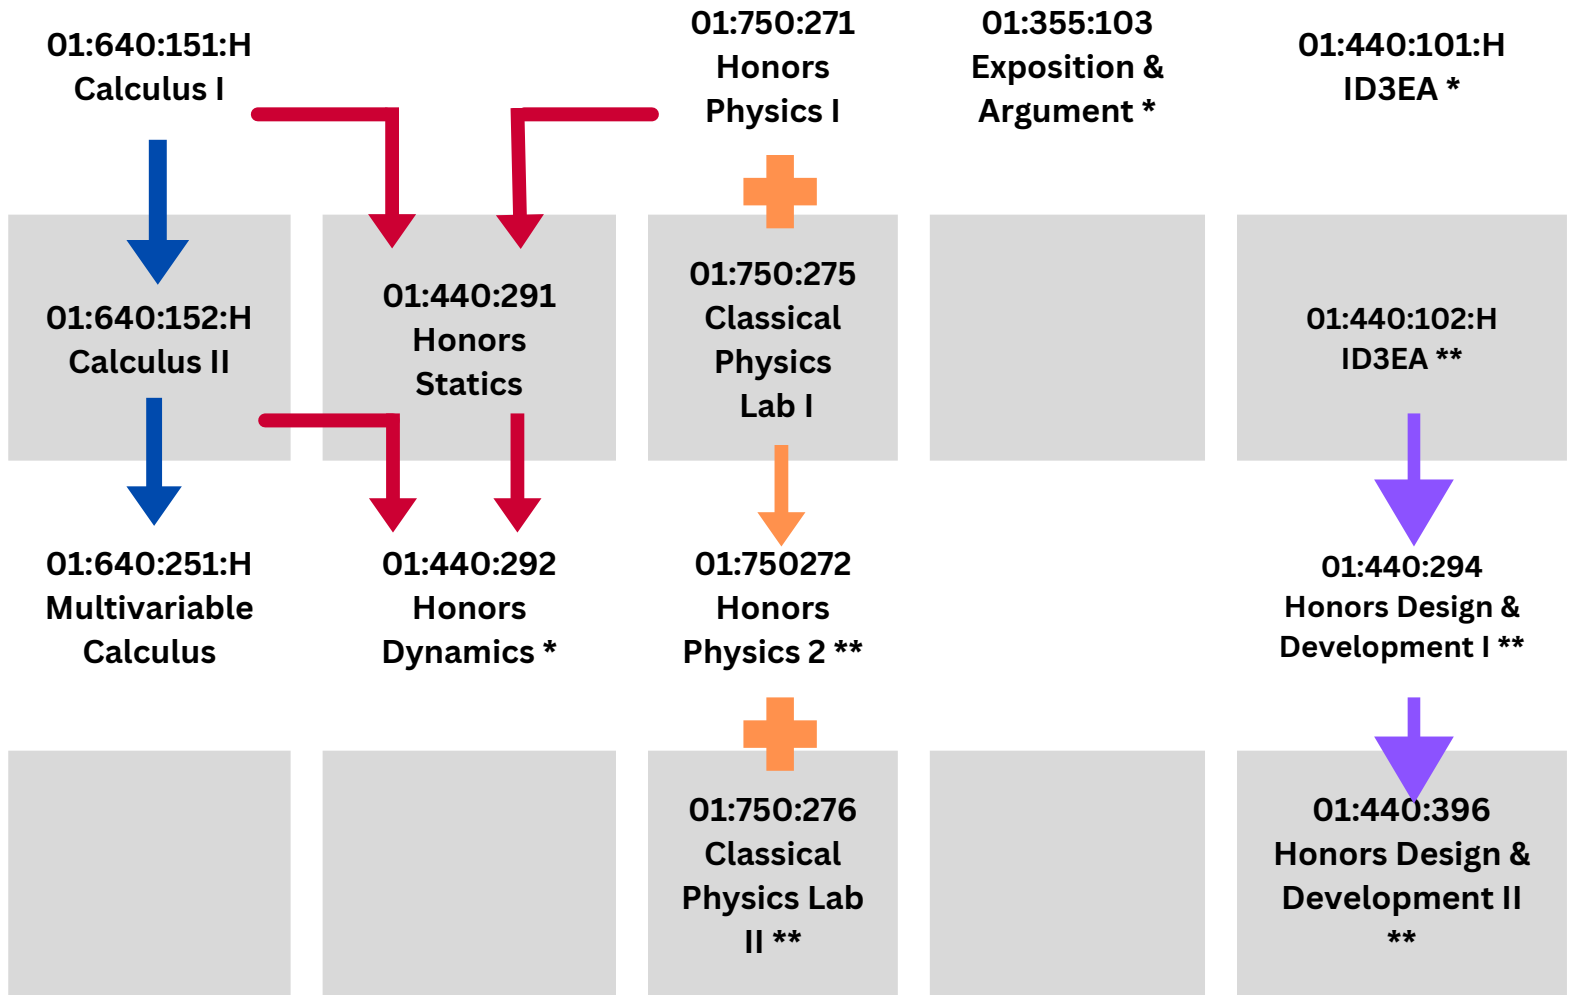 01:640:151:H
Calculus I
01:750:271
Honors
Physics I
01:355:103
Exposition &
Argument *
01:440:101:H
ID3EA *
01:640:152:H
Calculus II
01:440:291
Honors
Statics
01:750:275
Classical
Physics
Lab I
01:440:102:H
ID3EA **
01:640:251:H
Multivariable
Calculus
01:440:292
Honors
Dynamics *
01:750272
Honors
Physics 2 **
01:440:294
Honors Design &
Development I **
01:750:276
Classical
Physics Lab
II **
01:440:396
Honors Design &
Development II
**